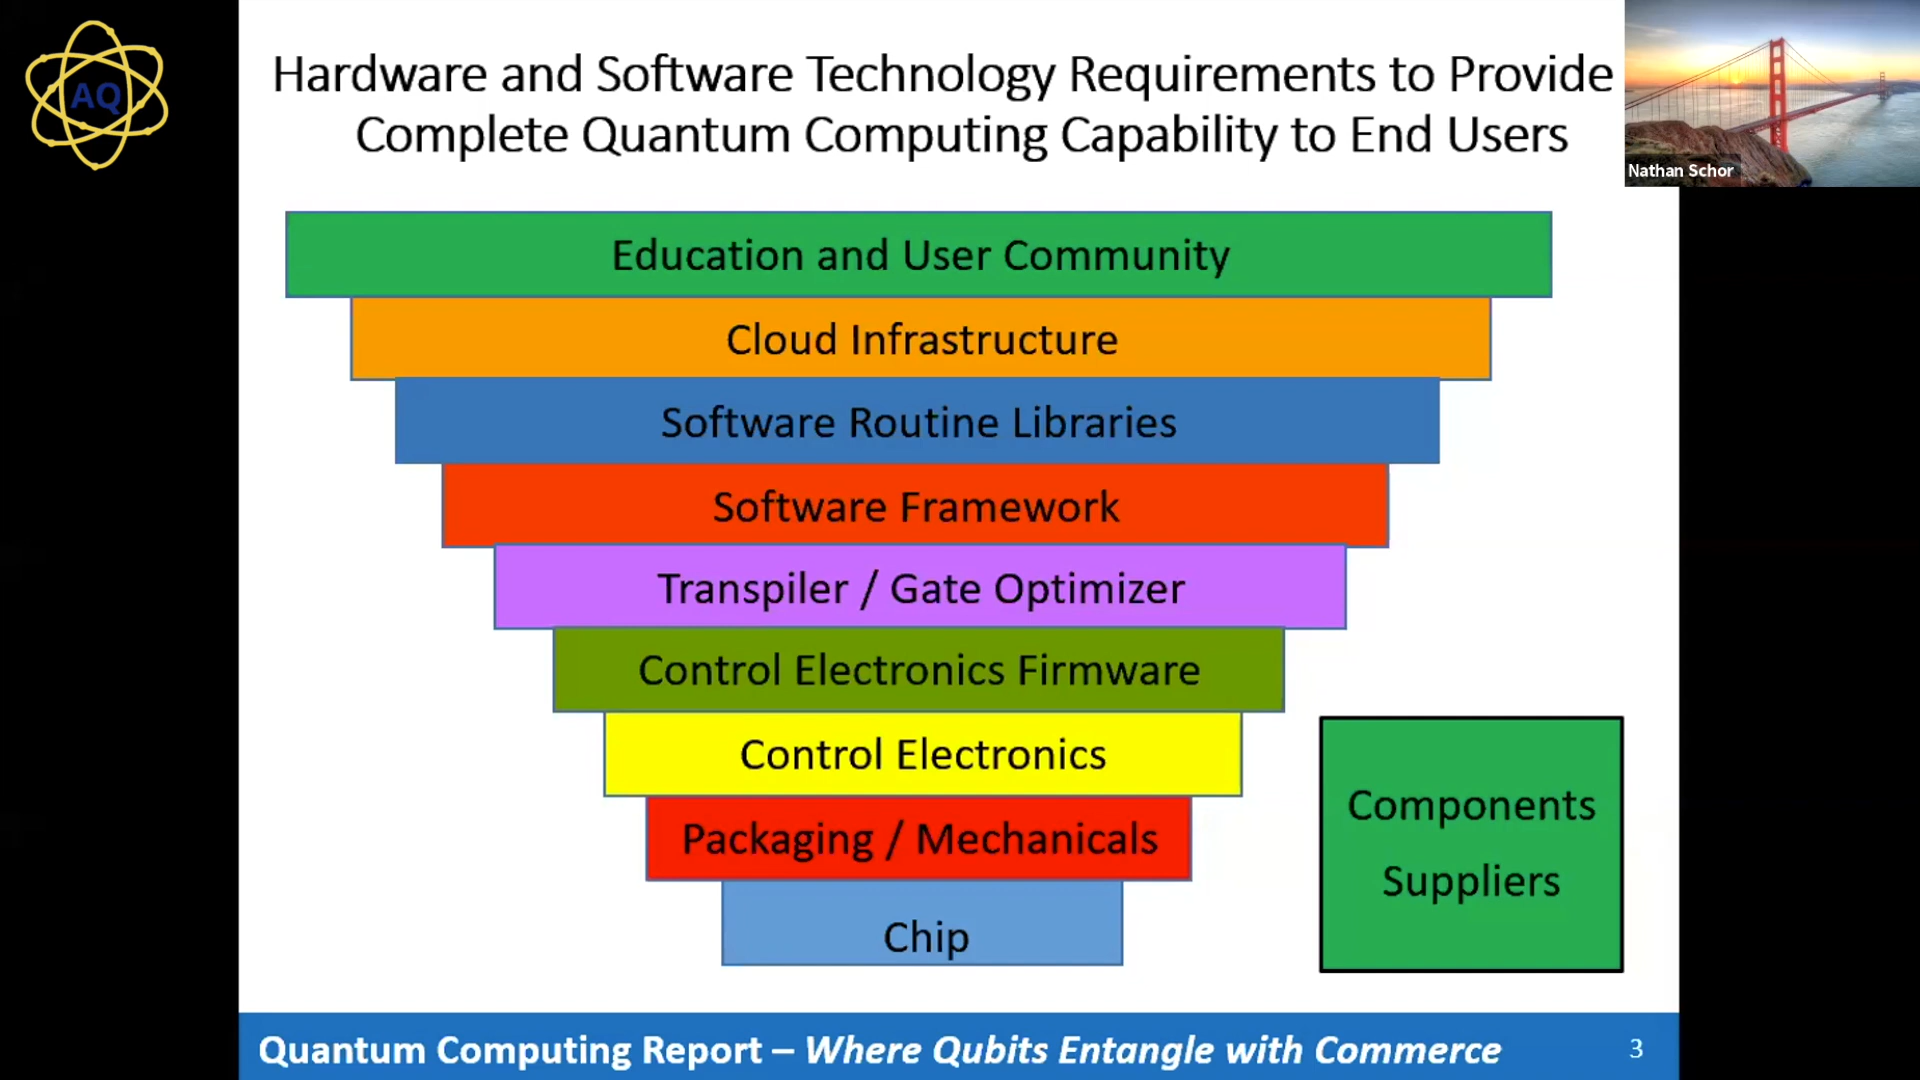 AQ
Hardware and Software Technology Requirements to Provide
Complete Quantum Computing Capability to End Users
Nathan Schor
Education and User Community
Cloud Infrastructure
Software Routine Libraries
Software Framework
Transpiler / Gate Optimizer
Control Electronics Firmware
Control Electronics
Packaging / Mechanicals
Chip
Components
Suppliers
Quantum Computing Report – Where Qubits Entangle with Commerce
3